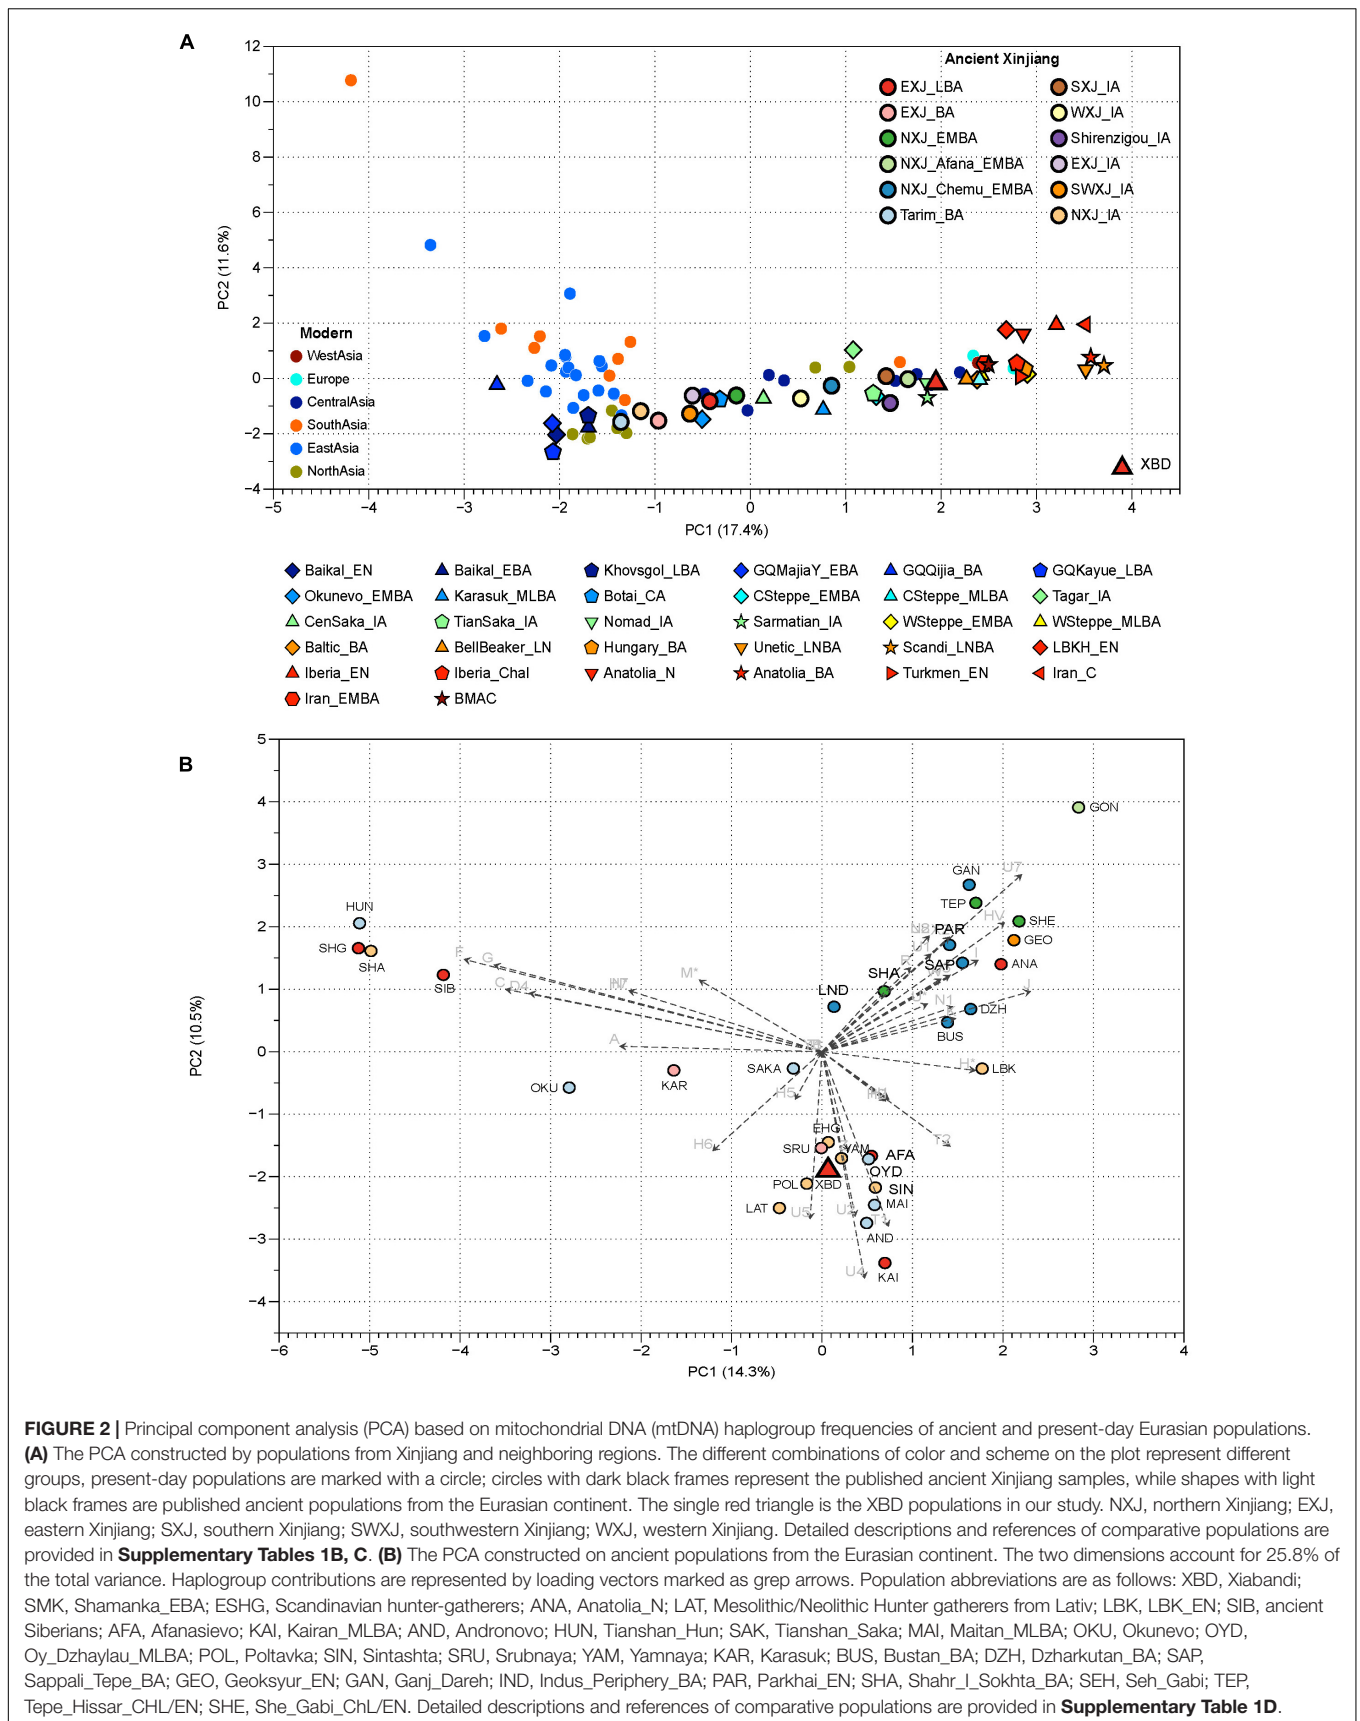 A
12
10
8
6
4
2
0
−2
−4
PC2 (11.6%)
Ancient Xinjiang
EXJ_LBA SXJ_IA
EXJ_BA WXJ_IA
NXJ_EMBA Shirenzigou_IA
NXJ_Afana_EMBA EXJ_IA
NXJ_Chemu_EMBA SWXJ_IA
Tarim_BA NXJ_IA
Modern
WestAsia
Europe
CentralAsia
SouthAsia
EastAsia
NorthAsia
XBD
−5 −4 −3 −2 −1 0 1 2 3 4
PC1 (17.4%)
Baikal_EN Baikal_EBA Khovsgol_LBA GQMajiaY_EBA GQQijia_BA GQKayue_LBA
Okunevo_EMBA Karasuk_MLBA Botai_CA CSteppe_EMBA CSteppe_MLBA Tagar_IA
CenSaka_IA TianSaka_IA Nomad_IA Sarmatian_IA WSteppe_EMBA WSteppe_MLBA
Baltic_BA BellBeaker_LN Hungary_BA Unetic_LNBA Scandi_LNBA LBKH_EN
Iberia_EN Iberia_Chal Anatolia_N Anatolia_BA Turkmen_EN Iran_C
Iran_EMBA BMAC
B
5
4
3
2
1
0
−1
−2
−3
−4
PC2 (10.5%)
GON
GAN U7
TEP
HV SHE
HUN
PAR
GEO
SHG
SHA
F G
SAP I ANA
SIB
SHA
C D4 M*
LND
J
N1 DZH
BUS
A
H*
LBK
SAKA
KAR
OKU
H5
H6
T2
EHG
SRU YAM AFA
OYD
POL XBD SIN
LAT U5 U2 MAI
T1
AND
U4
KAI
−6 −5 −4 −3 −2 −1 0 1 2 3 4
PC1 (14.3%)
FIGURE 2 | Principal component analysis (PCA) based on mitochondrial DNA (mtDNA) haplogroup frequencies of ancient and present-day Eurasian populations.
(A) The PCA constructed by populations from Xinjiang and neighboring regions. The different combinations of color and scheme on the plot represent different
groups, present-day populations are marked with a circle; circles with dark black frames represent the published ancient Xinjiang samples, while shapes with light
black frames are published ancient populations from the Eurasian continent. The single red triangle is the XBD populations in our study. NXJ, northern Xinjiang; EXJ,
eastern Xinjiang; SXJ, southern Xinjiang; SWXJ, southwestern Xinjiang; WXJ, western Xinjiang. Detailed descriptions and references of comparative populations are
provided in Supplementary Tables 1B, C. (B) The PCA constructed on ancient populations from the Eurasian continent. The two dimensions account for 25.8% of
the total variance. Haplogroup contributions are represented by loading vectors marked as grep arrows. Population abbreviations are as follows: XBD, Xiabandi;
SMK, Shamanka_EBA; ESHG, Scandinavian hunter-gatherers; ANA, Anatolia_N; LAT, Mesolithic/Neolithic Hunter gatherers from Lativ; LBK, LBK_EN; SIB, ancient
Siberians; AFA, Afanasievo; KAI, Kairan_MLBA; AND, Andronovo; HUN, Tianshan_Hun; SAK, Tianshan_Saka; MAI, Maitan_MLBA; OKU, Okunevo; OYD,
Oy_Dzhaylau_MLBA; POL, Poltavka; SIN, Sintashta; SRU, Srubnaya; YAM, Yamnaya; KAR, Karasuk; BUS, Bustan_BA; DZH, Dzharkutan_BA; SAP,
Sappali_Tepe_BA; GEO, Geoksyur_EN; GAN, Ganj_Dareh; IND, Indus_Periphery_BA; PAR, Parkhai_EN; SHA, Shahr_I_Sokhta_BA; SEH, Seh_Gabi; TEP,
Tepe_Hissar_CHL/EN; SHE, She_Gabi_ChL/EN. Detailed descriptions and references of comparative populations are provided in Supplementary Table 1D.